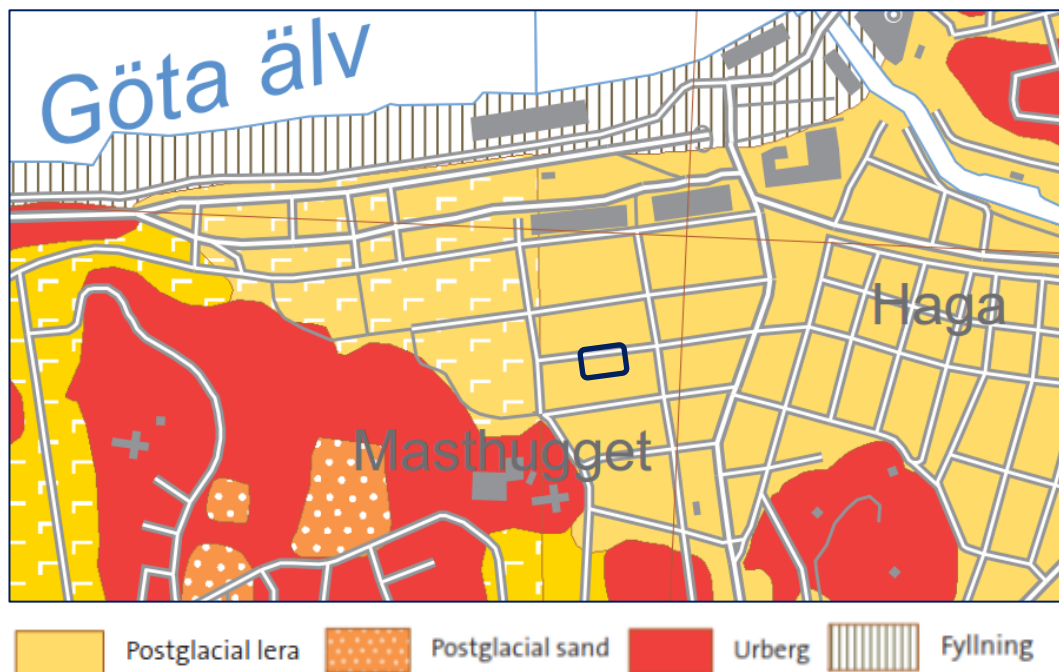 Göta älv
Haga
Masthugget
Postglacial lera
Postglacial sand
Urberg
Fyllning